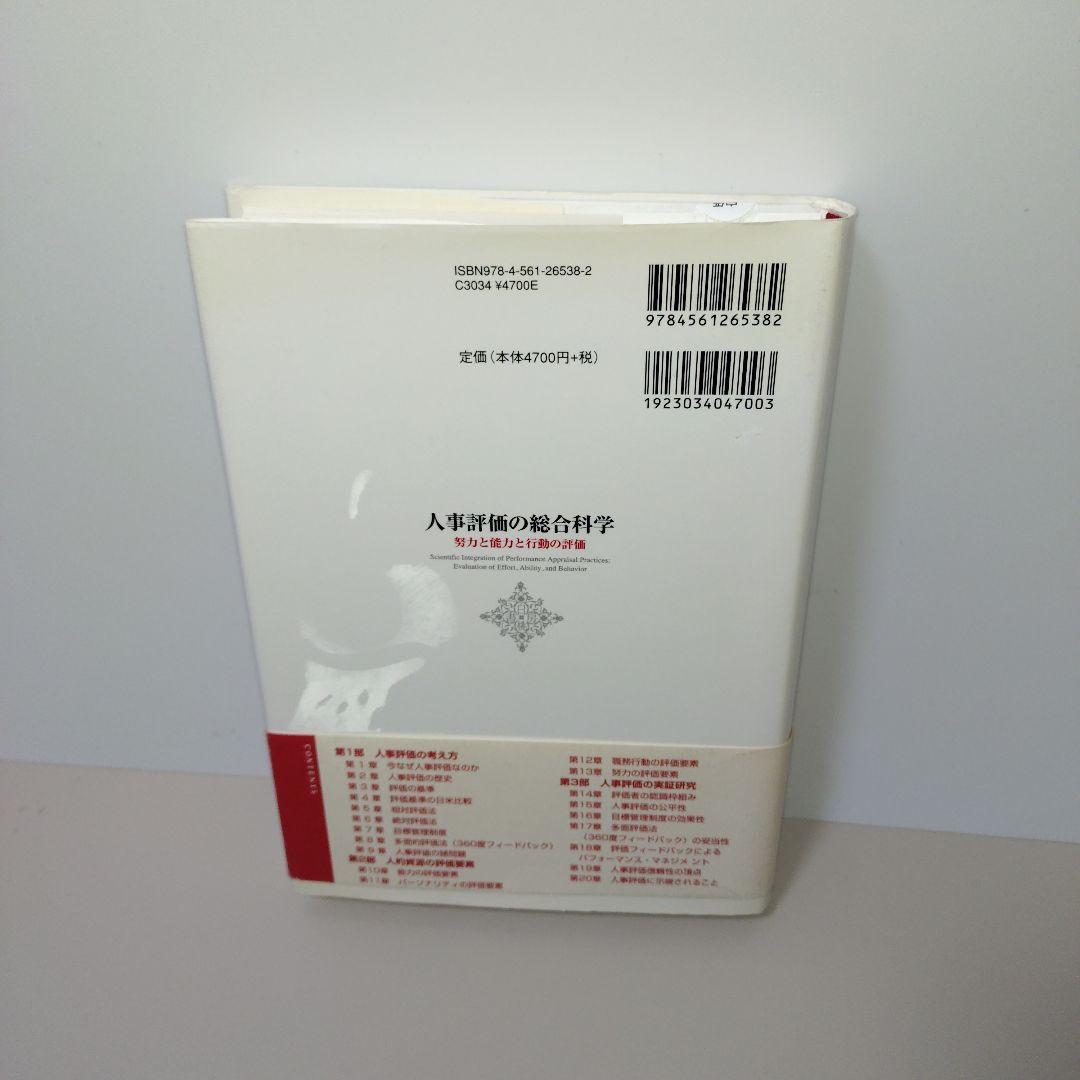 ISBN978-4-561-26538-2
C3034 ¥4700E
9784561265382
定価(本体4700円+税)
1923034047003
人事評価の総合科学
努力と能力と行動の評価
Scientific Integration of Performance Appraisal Practices:
Evaluation of Effort, Ability, and Behavior
CONTENTS
第1部 人事評価の考え方
第1章 今なぜ人事評価なのか
第2章 人事評価の歴史
第3章 評価の基準
第4章 評価基準の日米比較
第5章 相対評価法
第6章 絶対評価法
第7章 目標管理制度
第8章 多面的評価法(360度フィードバック)
第9章 人事評価の諸問題
第2部 人的資源の評価要素
第10章 能力の評価要素
第11章 パーソナリティの評価要素
第12章 職務行動の評価要素
第13章 努力の評価要素
第3部 人事評価の実証研究
第14章 評価者の認識枠組み
第15章 人事評価の公平性
第16章 目標管理制度の効果性
第17章 多面評価法
(360度フィードバック)の妥当性
第18章 評価フィードバックによる
パフォーマンス・マネジメント
第19章 人事評価信頼性の頂点
第20章 人事評価に示唆されること